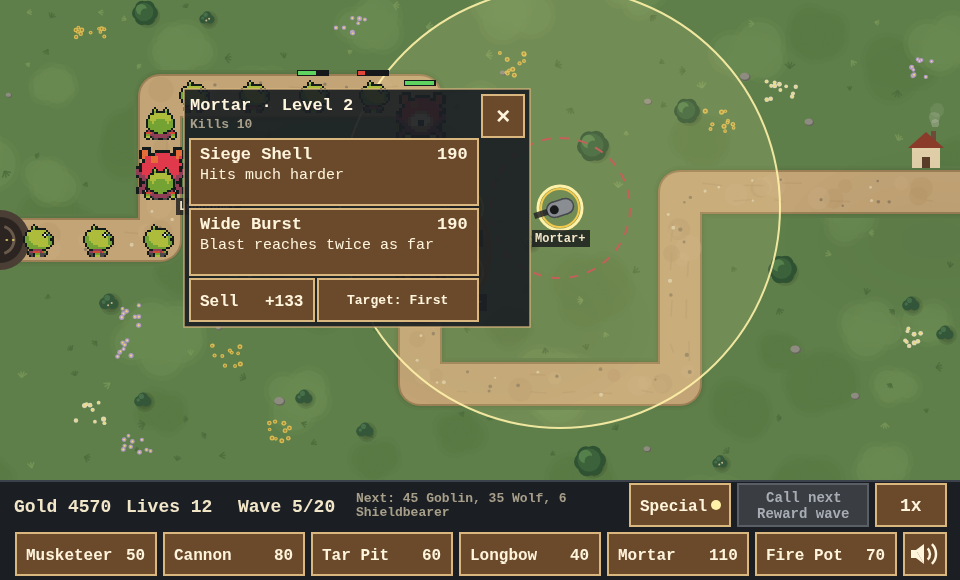 Mortar · Level 2
Kills 10
×
Siege Shell 190
Hits much harder
Wide Burst 190
Blast reaches twice as far
Sell +133
Target: First
Mortar+
Gold 4570 Lives 12 Wave 5/20
Next: 45 Goblin, 35 Wolf, 6
Shieldbearer
Special
Call next
Reward wave
1x
Musketeer 50
Cannon 80
Tar Pit 60
Longbow 40
Mortar 110
Fire Pot 70